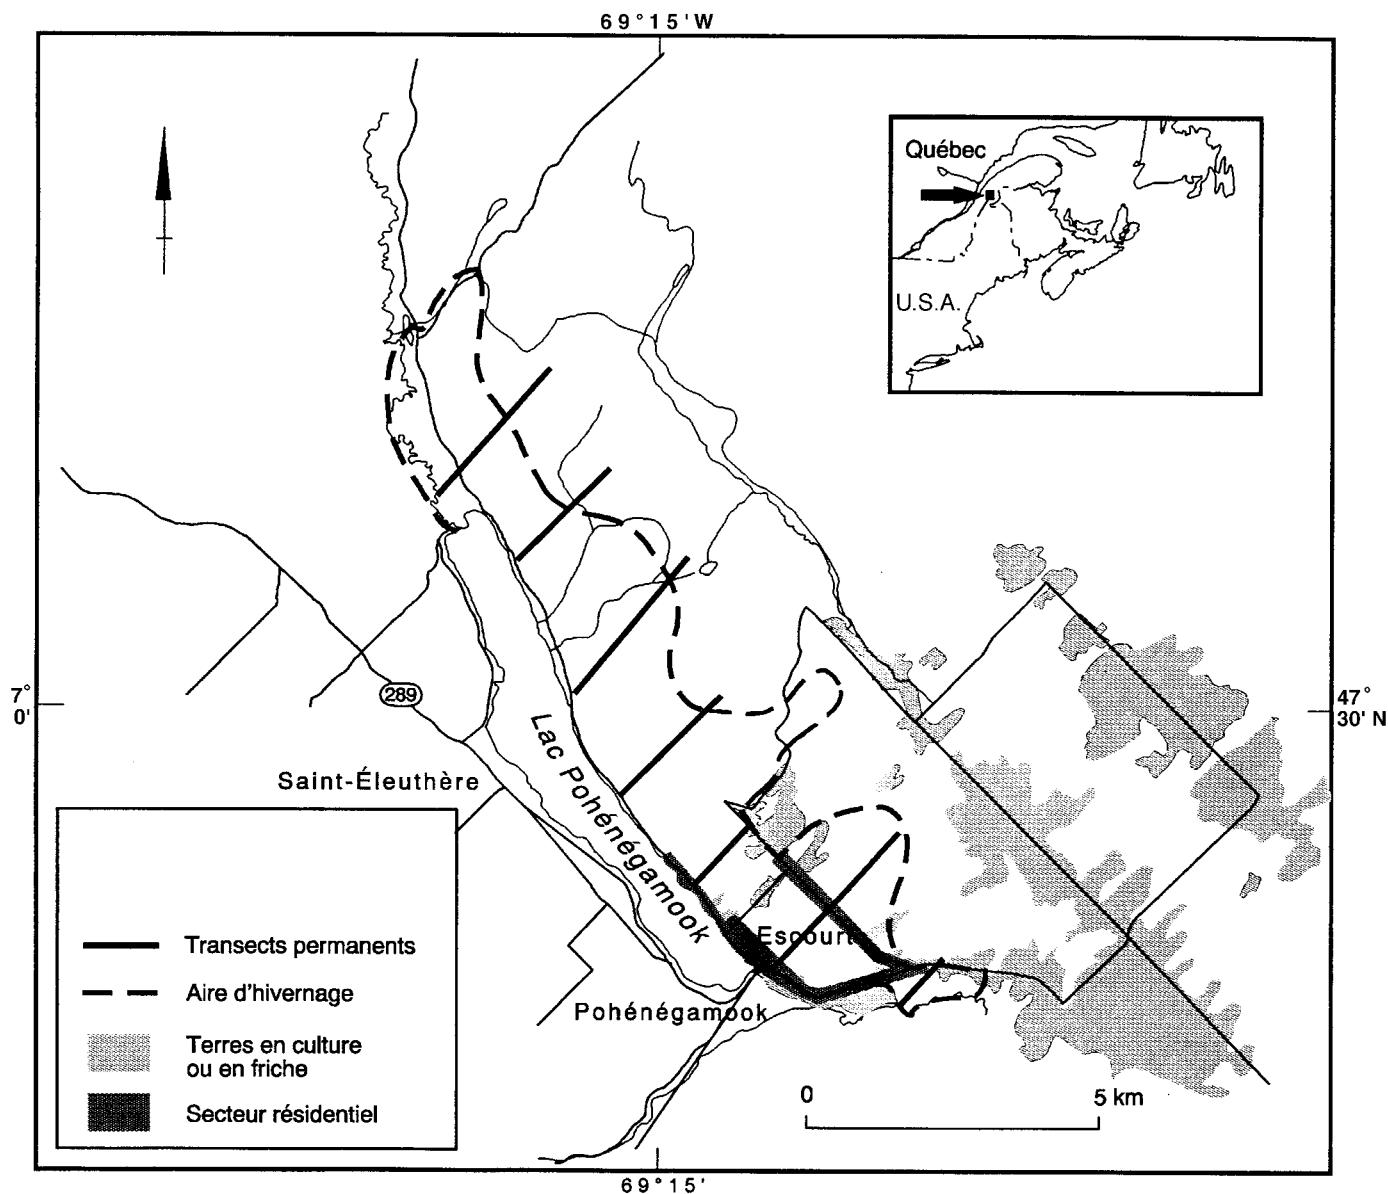 69°15'W
Québec
U.S.A.
289
7°
0'
47°
30' N
Saint-Éleuthère
Lac Pohénégamook
Escourt
Pohénégamook
Transects permanents
Aire d'hivernage
Terres en culture
ou en friche
Secteur résidentiel
0
5 km
69°15'